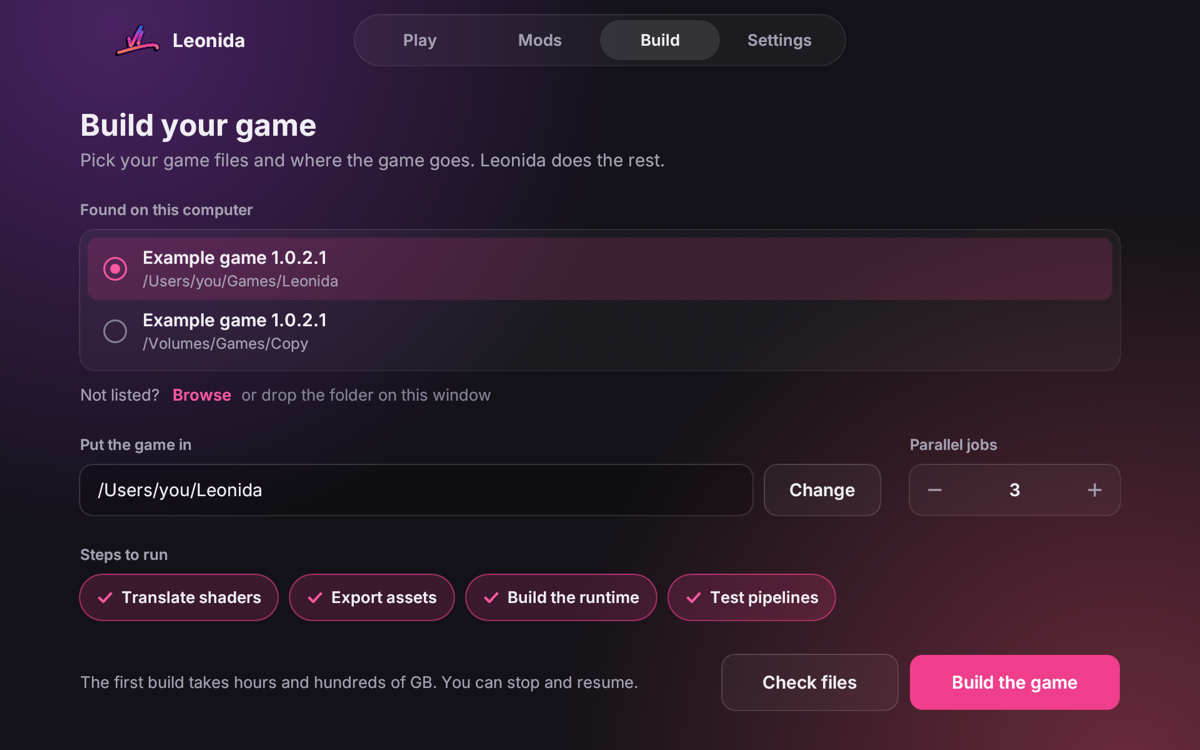 Leonida
Play
Mods
Build
Settings
Build your game
Pick your game files and where the game goes. Leonida does the rest.
Found on this computer
Example game 1.0.2.1
/Users/you/Games/Leonida
Example game 1.0.2.1
/Volumes/Games/Copy
Not listed? Browse or drop the folder on this window
Put the game in
Parallel jobs
/Users/you/Leonida
Change
3
Steps to run
Translate shaders
Export assets
Build the runtime
Test pipelines
The first build takes hours and hundreds of GB. You can stop and resume.
Check files
Build the game